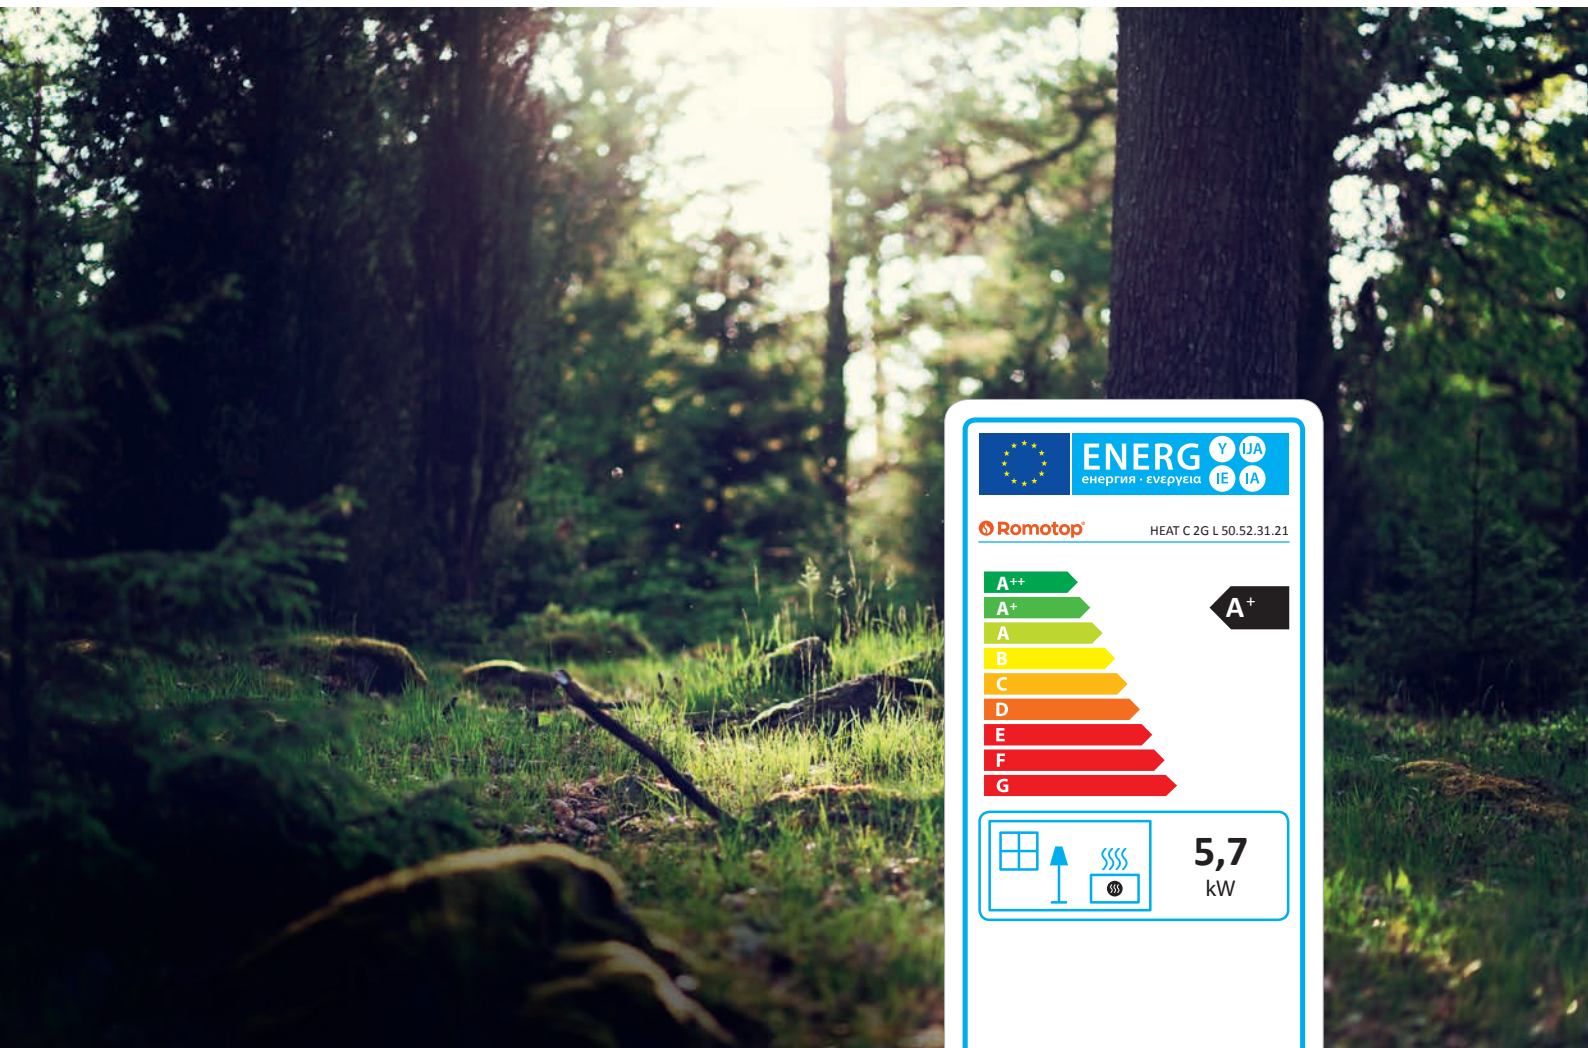 ENERG Y IJA
енергия · ενεργεια IE IA
Romotop® HEAT C 2G L 50.52.31.21
A++
A+ A+
A
B
C
D
E
F
G
5,7
kW